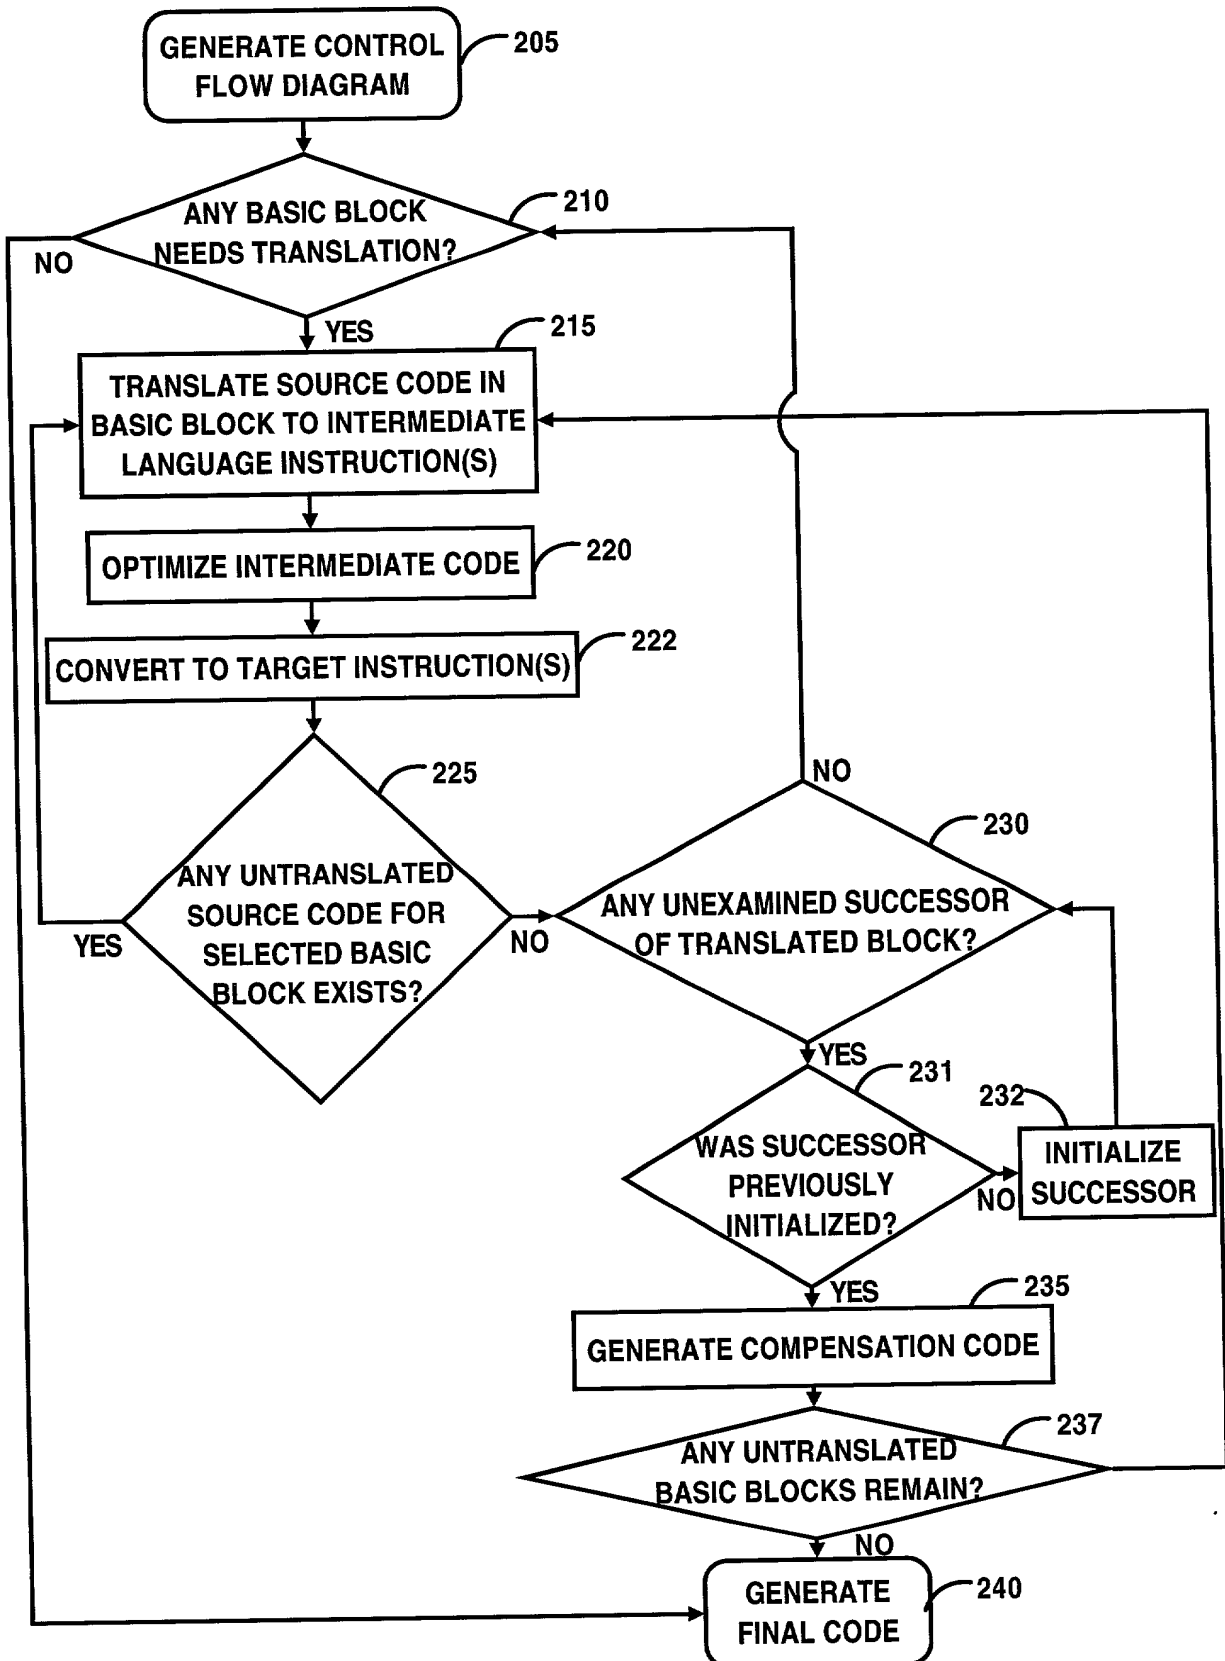 GENERATE CONTROL
FLOW DIAGRAM
205
ANY BASIC BLOCK
NEEDS TRANSLATION?
210
NO
YES
215
TRANSLATE SOURCE CODE IN
BASIC BLOCK TO INTERMEDIATE
LANGUAGE INSTRUCTION(S)
OPTIMIZE INTERMEDIATE CODE
220
CONVERT TO TARGET INSTRUCTION(S)
222
225
ANY UNTRANSLATED
SOURCE CODE FOR
SELECTED BASIC
BLOCK EXISTS?
YES
NO
NO
230
ANY UNEXAMINED SUCCESSOR
OF TRANSLATED BLOCK?
YES
231
WAS SUCCESSOR
PREVIOUSLY
INITIALIZED?
NO
232
INITIALIZE
SUCCESSOR
YES
235
GENERATE COMPENSATION CODE
237
ANY UNTRANSLATED
BASIC BLOCKS REMAIN?
NO
GENERATE
FINAL CODE
240